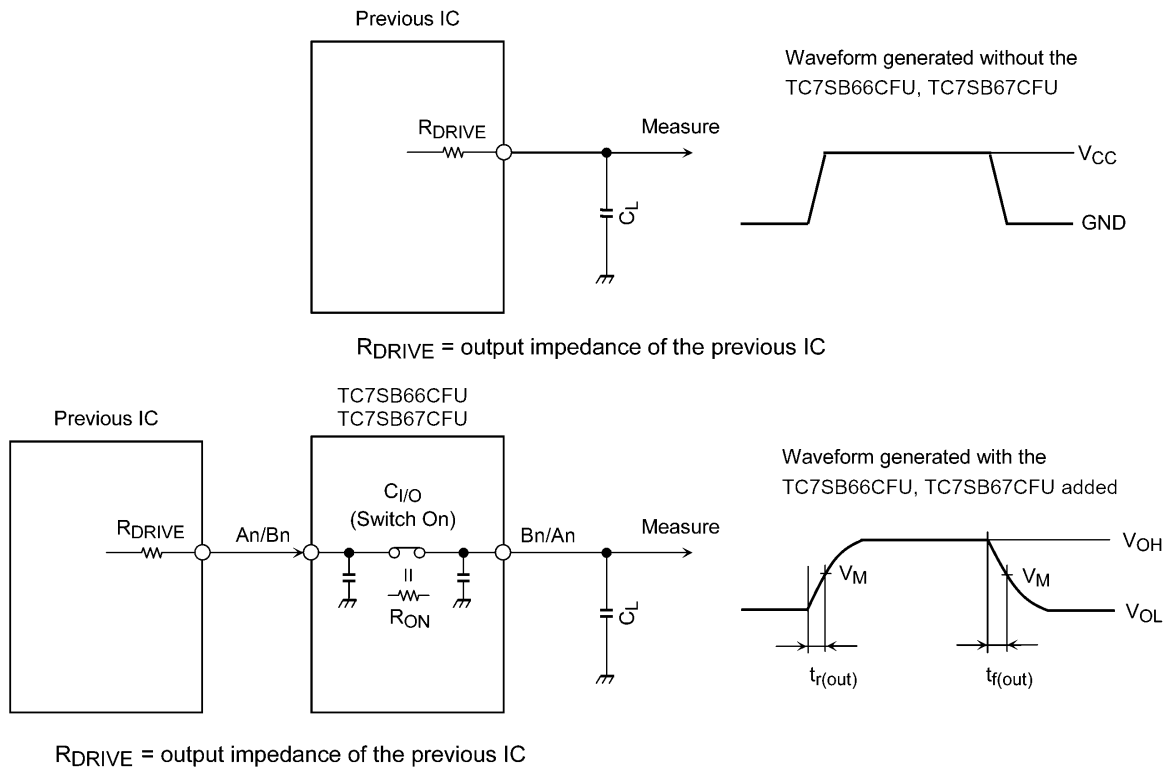 Previous IC
Waveform generated without the
TC7SB66CFU, TC7SB67CFU
RDRIVE
Measure
CL
VCC
GND
RDRIVE = output impedance of the previous IC
Previous IC
TC7SB66CFU
TC7SB67CFU
Waveform generated with the
TC7SB66CFU, TC7SB67CFU added
RDRIVE
An/Bn
CI/O
(Switch On)
RON
Bn/An
Measure
CL
VOH
VM
VM
VOL
tr(out)
tf(out)
RDRIVE = output impedance of the previous IC